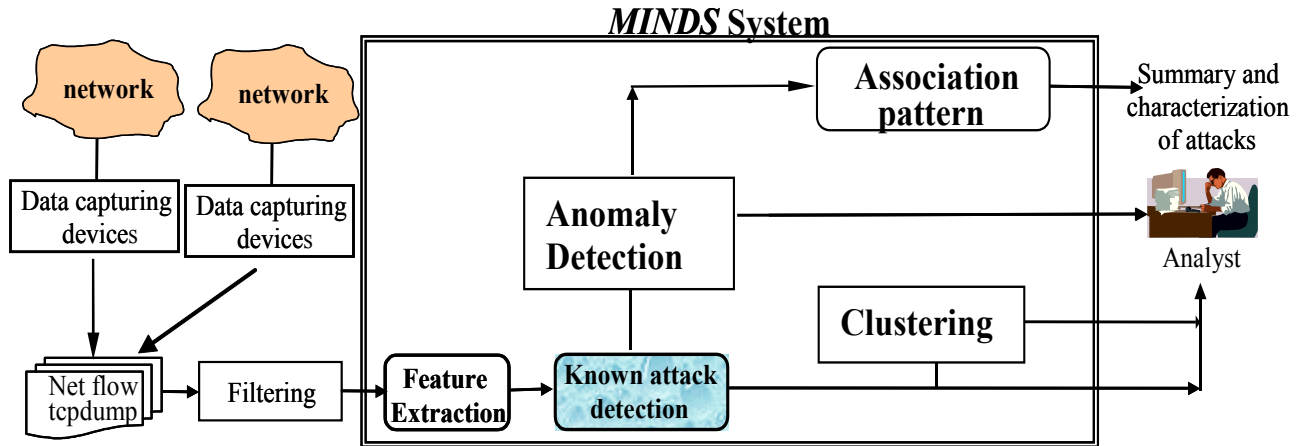 MINDS System
network
network
Data capturing
devices
Data capturing
devices
Net flow
tcpdump
Filtering
Feature
Extraction
Known attack
detection
Anomaly
Detection
Association
pattern
Clustering
Summary and
characterization
of attacks
Analyst